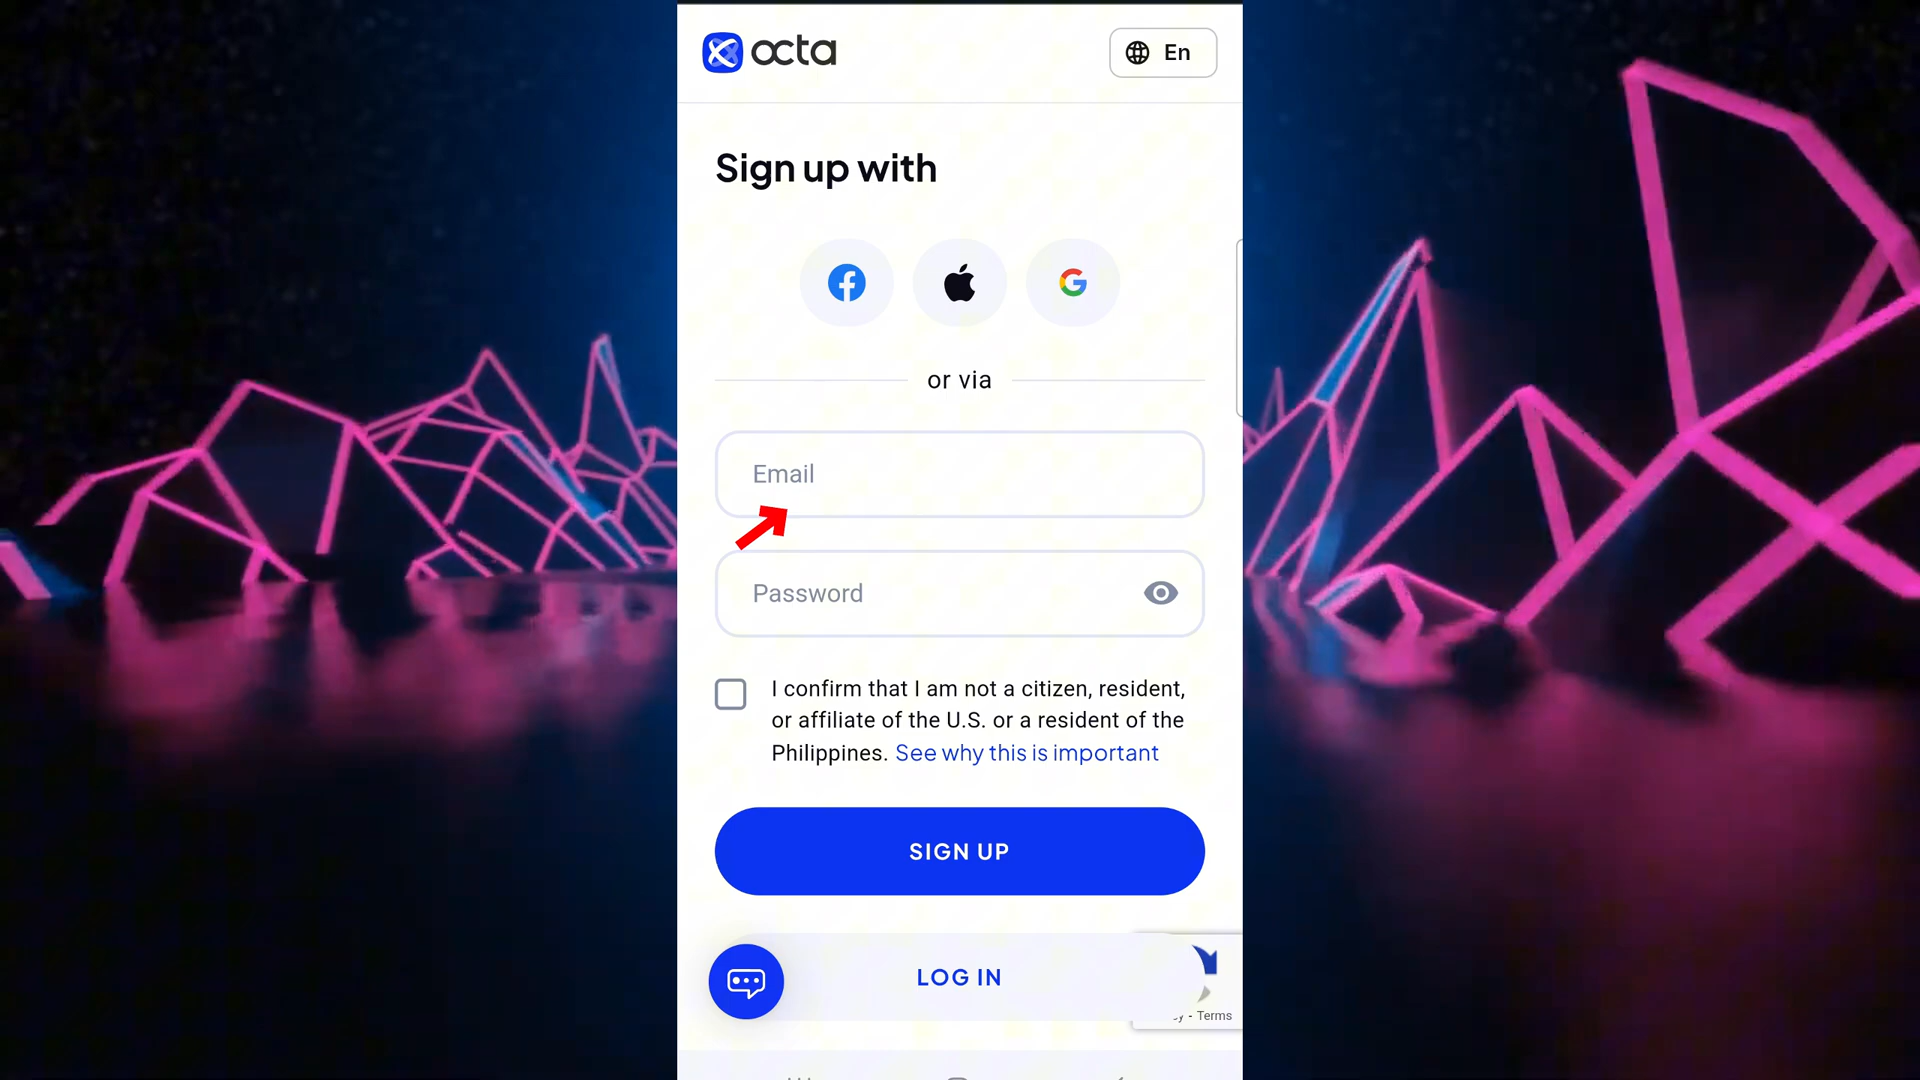 octa
En
Sign up with
or via
Email
Password
I confirm that I am not a citizen, resident,
or affiliate of the U.S. or a resident of the
Philippines. See why this is important
SIGN UP
LOG IN
- Terms